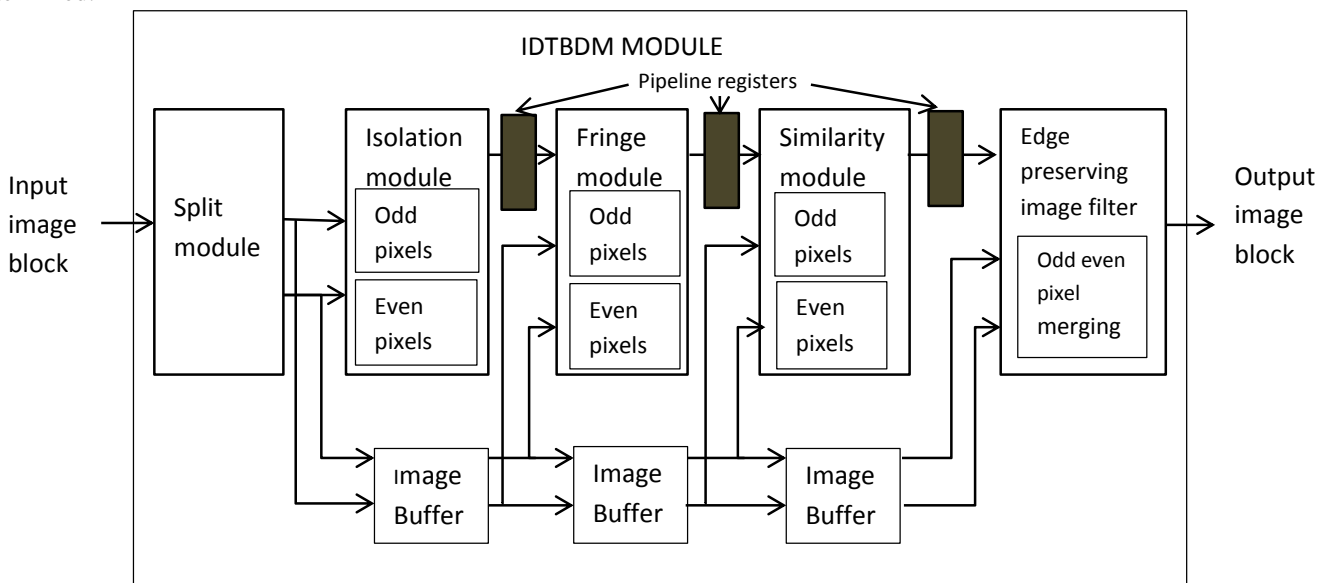 IDTBDM MODULE
Pipeline registers
Input
image
block
Split
module
Isolation
module
Odd
pixels
Even
pixels
Fringe
module
Odd
pixels
Even
pixels
Similarity
module
Odd
pixels
Even
pixels
Edge
preserving
image filter
Odd even
pixel
merging
Output
image
block
Image
Buffer
Image
Buffer
Image
Buffer